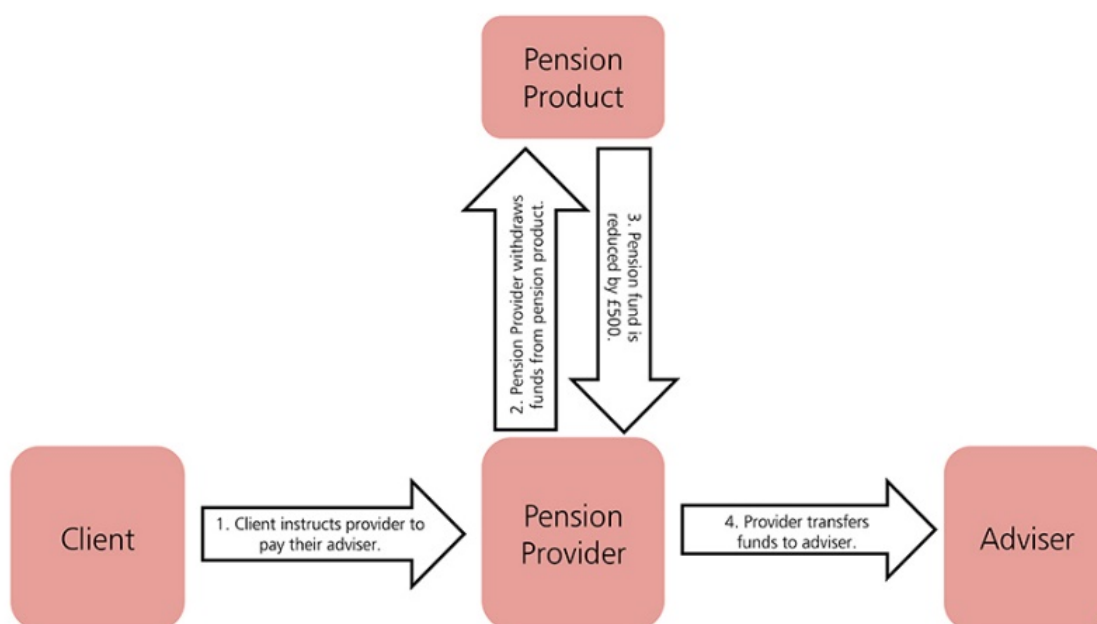 Pension
Product
2. Pension Provider withdraws
funds from pension product.
3. Pension fund is
reduced by £500.
Client
1. Client instructs provider to
pay their adviser.
Pension
Provider
4. Provider transfers
funds to adviser.
Adviser